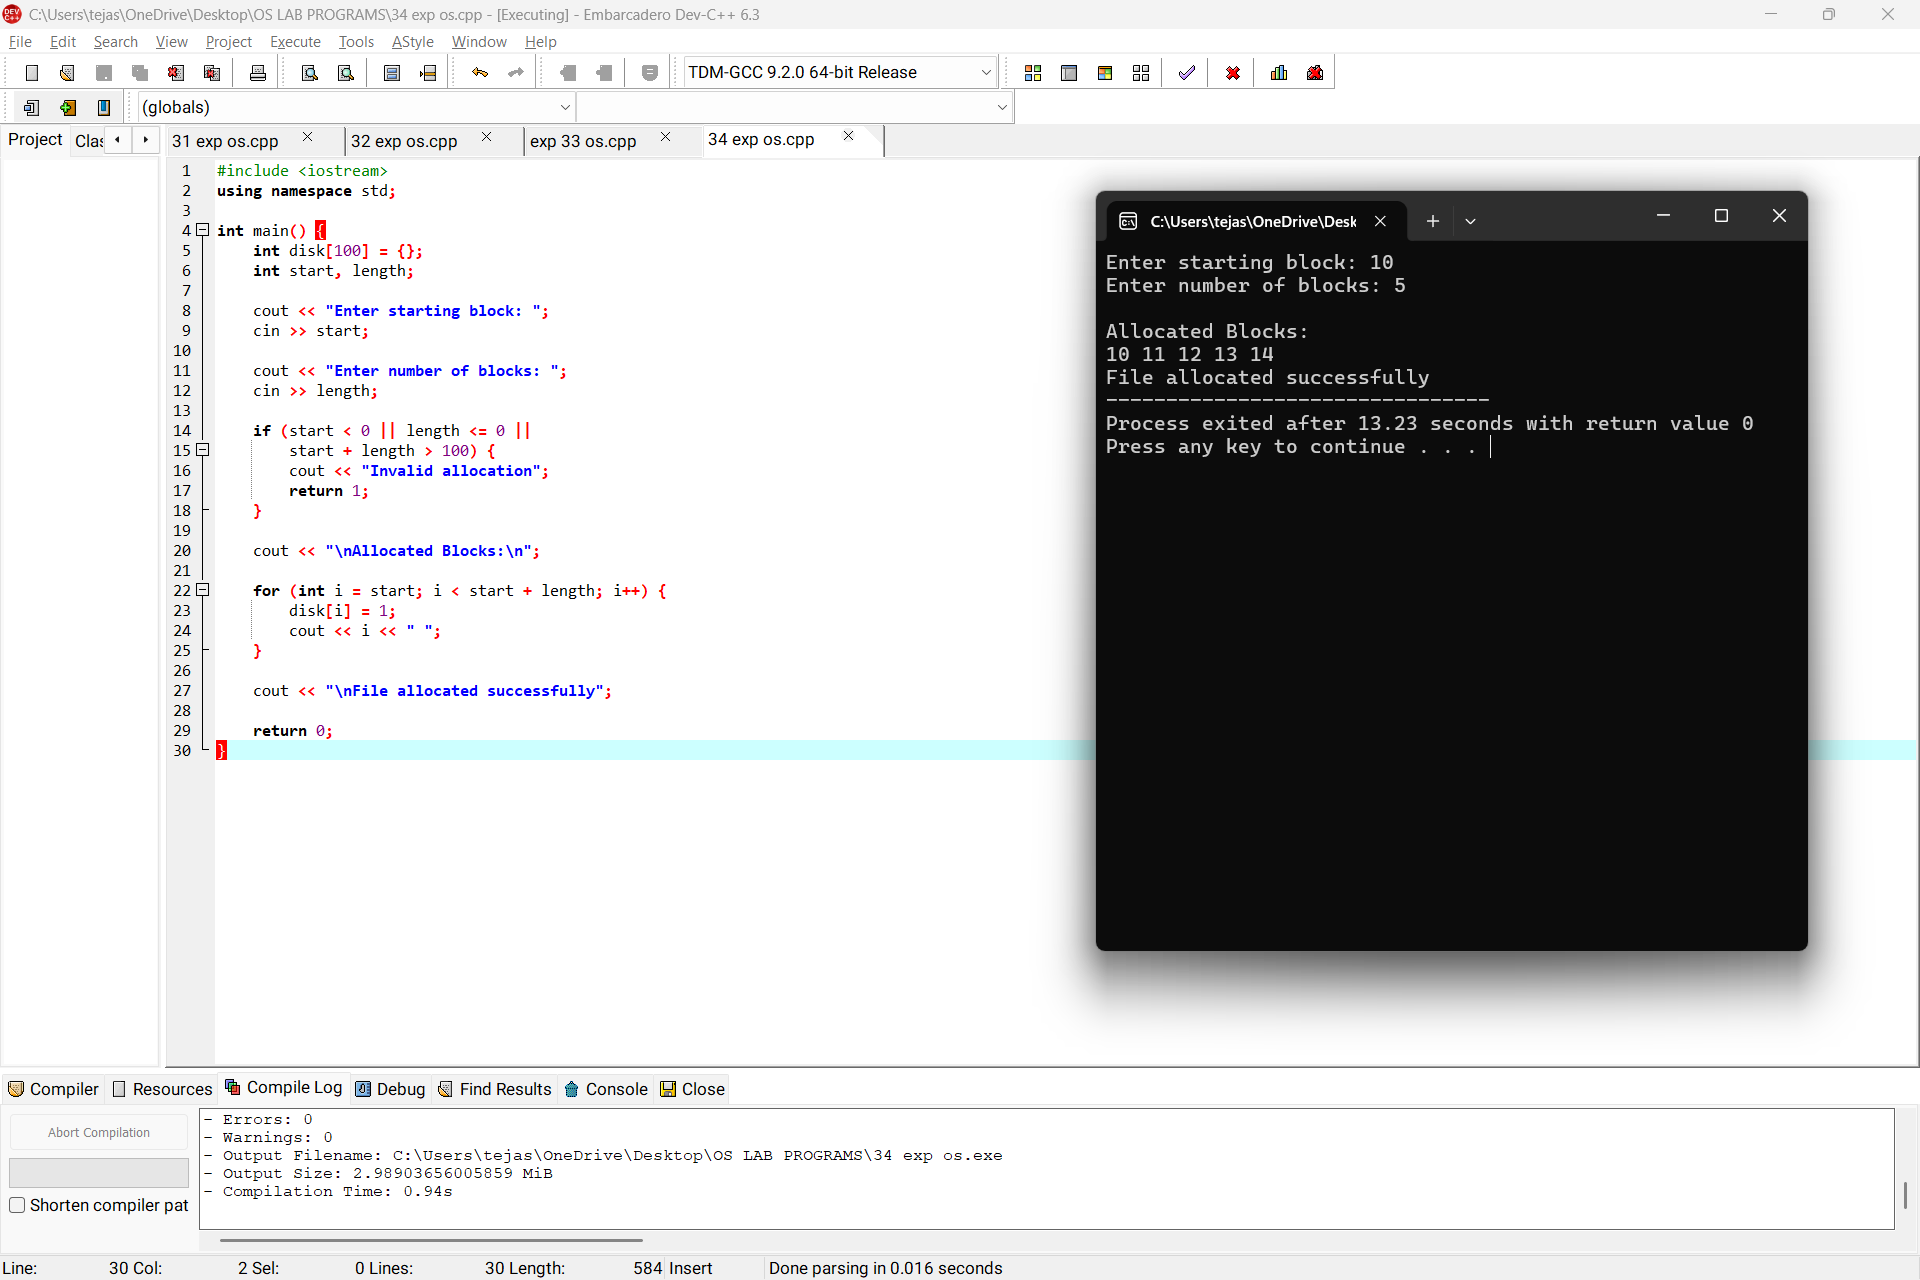 C:\Users\tejas\OneDrive\Desktop\OS LAB PROGRAMS\34 exp os.cpp - [Executing] - Embarcadero Dev-C++ 6.3
File Edit Search View Project Execute Tools AStyle Window Help
TDM-GCC 9.2.0 64-bit Release
(globals)
Project Clas
31 exp os.cpp 32 exp os.cpp exp 33 os.cpp 34 exp os.cpp
1 #include <iostream>
2 using namespace std;
3
4 int main() {
5 int disk[100] = {};
6 int start, length;
7
8 cout << "Enter starting block: ";
9 cin >> start;
10
11 cout << "Enter number of blocks: ";
12 cin >> length;
13
14 if (start < 0 || length <= 0 ||
15 start + length > 100) {
16 cout << "Invalid allocation";
17 return 1;
18 }
19
20 cout << "\nAllocated Blocks:\n";
21
22 for (int i = start; i < start + length; i++) {
23 disk[i] = 1;
24 cout << i << " ";
25 }
26
27 cout << "\nFile allocated successfully";
28
29 return 0;
30 }
C:\Users\tejas\OneDrive\Desk
Enter starting block: 10
Enter number of blocks: 5
Allocated Blocks:
10 11 12 13 14
File allocated successfully
--------------------------------
Process exited after 13.23 seconds with return value 0
Press any key to continue . . .
Compiler Resources Compile Log Debug Find Results Console Close
Abort Compilation
Shorten compiler pat
- Errors: 0
- Warnings: 0
- Output Filename: C:\Users\tejas\OneDrive\Desktop\OS LAB PROGRAMS\34 exp os.exe
- Output Size: 2.98903656005859 MiB
- Compilation Time: 0.94s
Line: 30 Col: 2 Sel: 0 Lines: 30 Length: 584 Insert Done parsing in 0.016 seconds